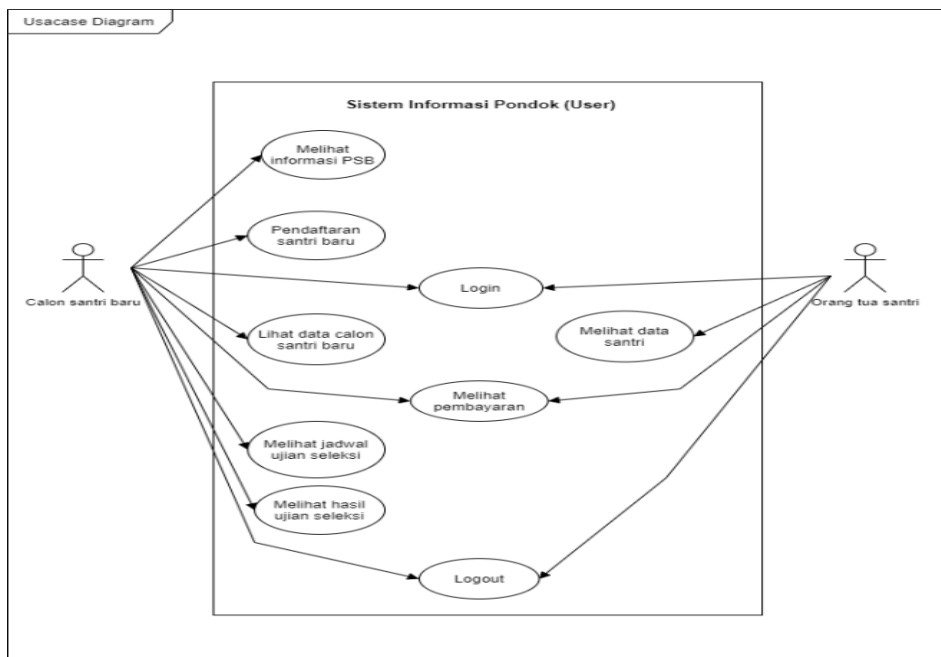 Usacase Diagram
Sistem Informasi Pondok (User)
Melihat
informasi PSB
Pendaftaran
santri baru
Calon santri baru
Login
Orang tua santri
Lihat data calon
santri baru
Melihat data
santri
Melihat
pembayaran
Melihat jadwal
ujian seleksi
Melihat hasil
ujian seleksi
Logout